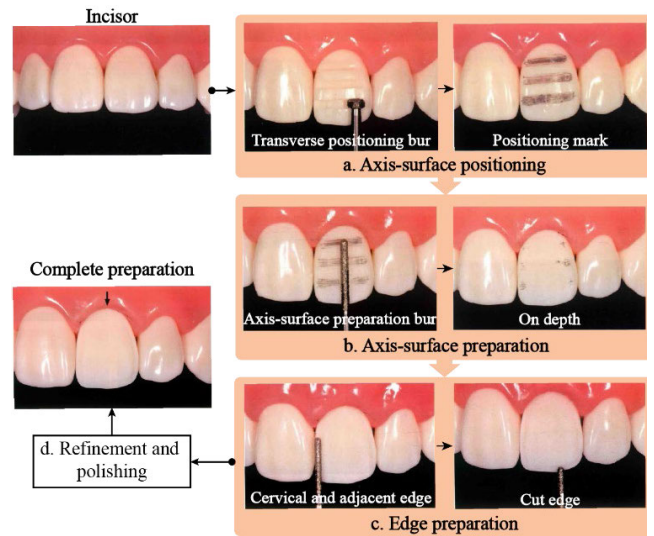 Incisor
Transverse positioning bur
Positioning mark
a. Axis-surface positioning
Axis-surface preparation bur
On depth
b. Axis-surface preparation
Complete preparation
d. Refinement and
polishing
Cervical and adjacent edge
Cut edge
c. Edge preparation